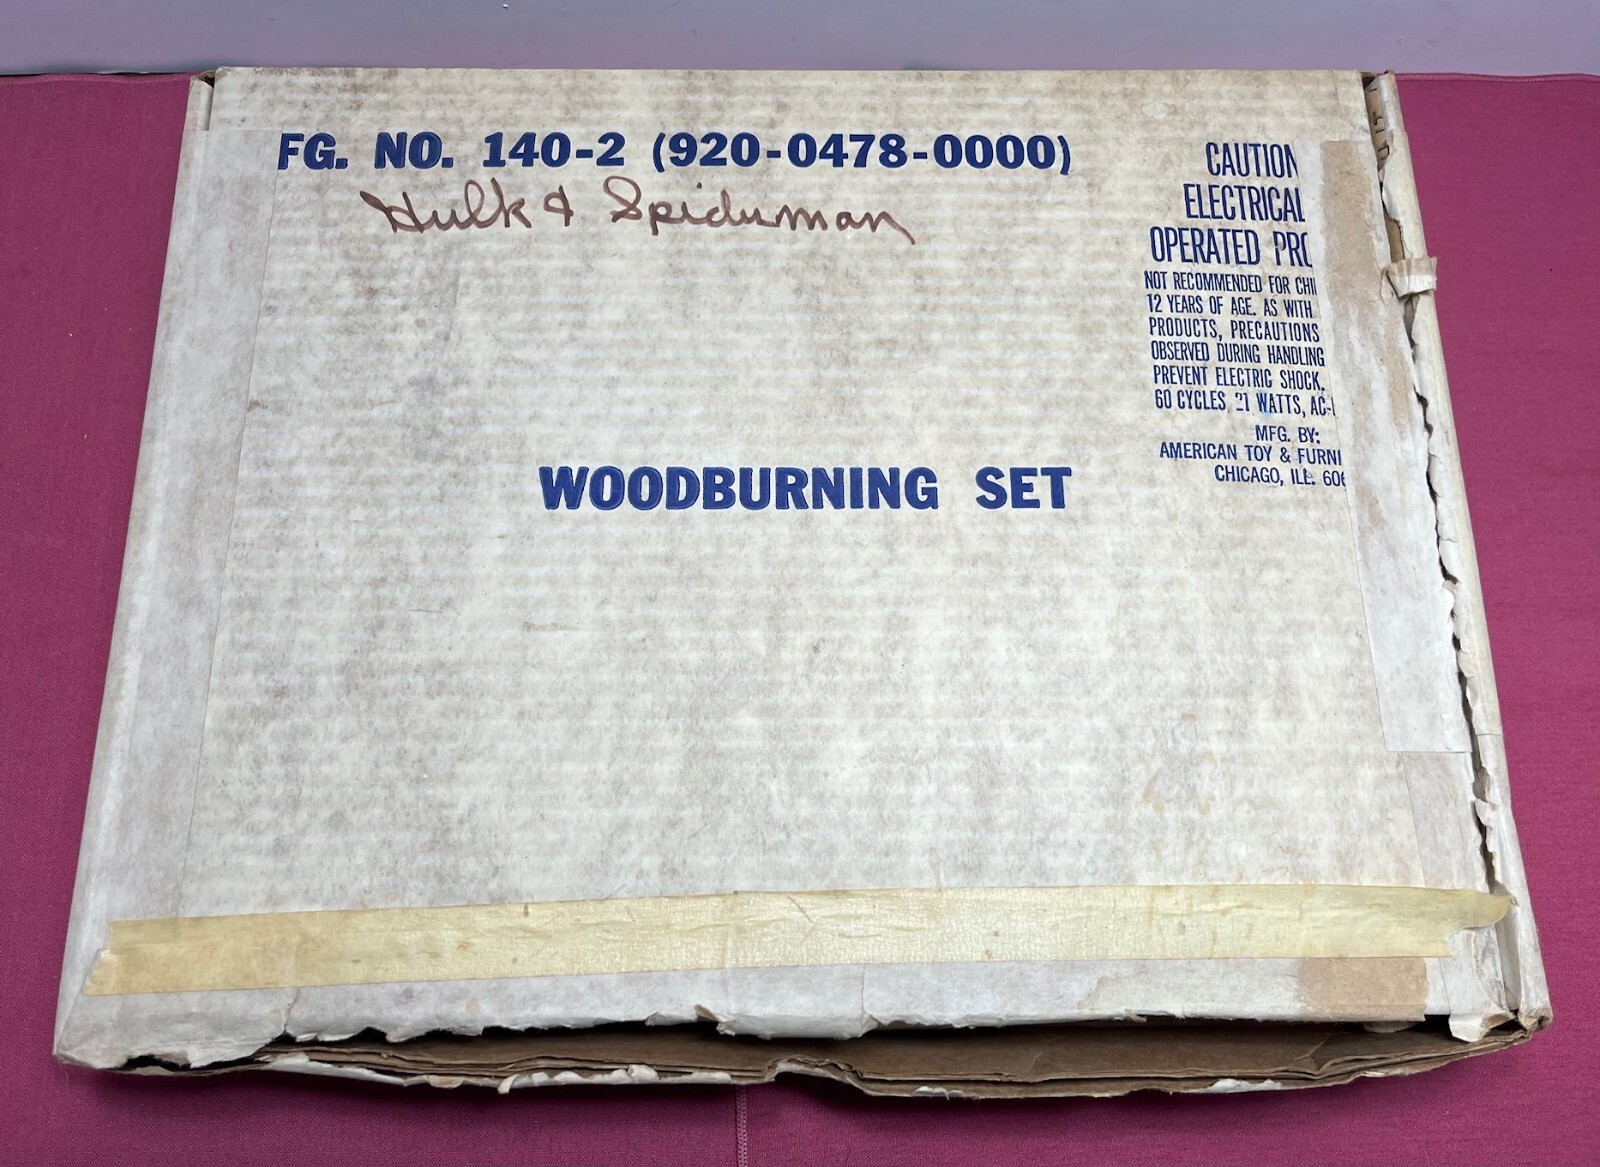 FG. NO. 140-2 (920-0478-0000)
Hulk & Spiduman
CAUTION
ELECTRICAL
OPERATED PRO
NOT RECOMMENDED FOR CHI
12 YEARS OF AGE. AS WITH
PRODUCTS, PRECAUTIONS
OBSERVED DURING HANDLING
PREVENT ELECTRIC SHOCK.
60 CYCLES, 21 WATTS, AC-
MFG. BY:
AMERICAN TOY & FURNI
CHICAGO, ILL. 606
WOODBURNING SET